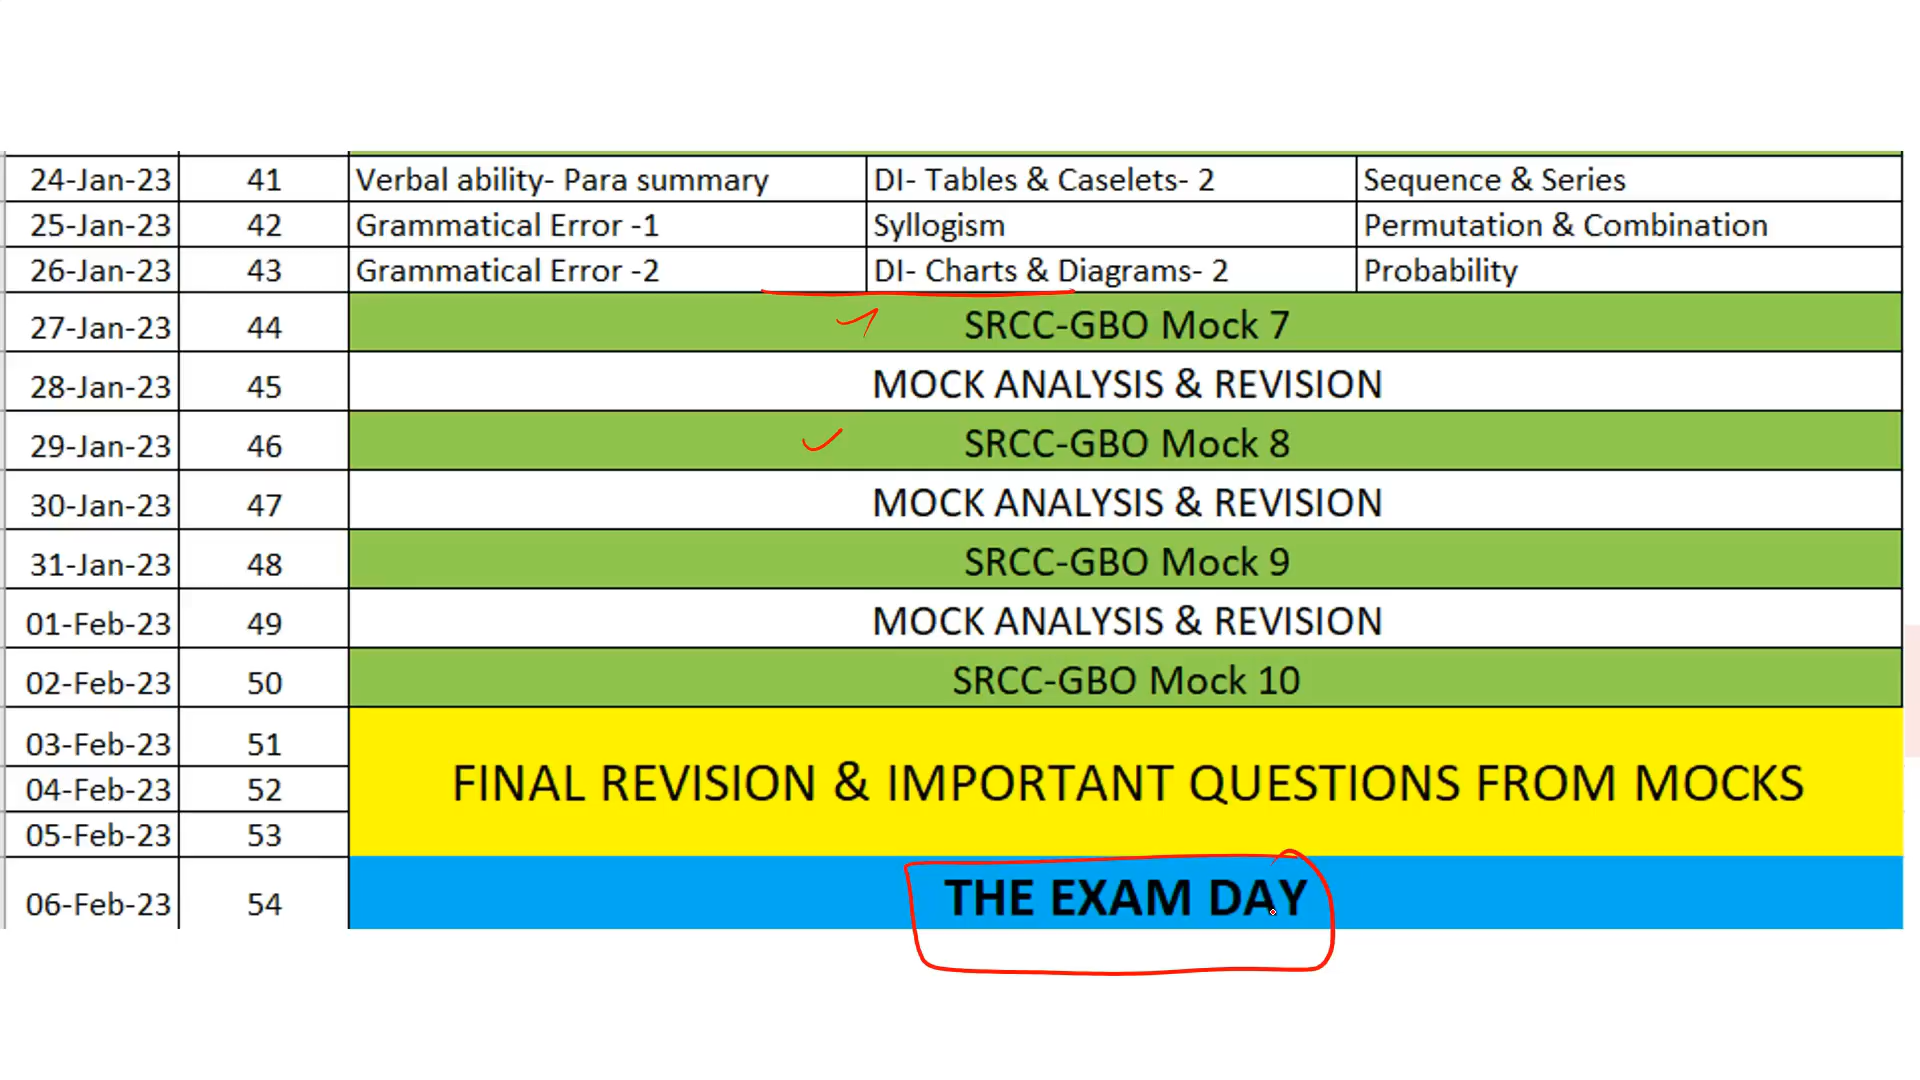 24-Jan-23 41 Verbal ability- Para summary DI- Tables & Caselets- 2 Sequence & Series
25-Jan-23 42 Grammatical Error -1 Syllogism Permutation & Combination
26-Jan-23 43 Grammatical Error -2 DI- Charts & Diagrams- 2 Probability
27-Jan-23 44 SRCC-GBO Mock 7
28-Jan-23 45 MOCK ANALYSIS & REVISION
29-Jan-23 46 SRCC-GBO Mock 8
30-Jan-23 47 MOCK ANALYSIS & REVISION
31-Jan-23 48 SRCC-GBO Mock 9
01-Feb-23 49 MOCK ANALYSIS & REVISION
02-Feb-23 50 SRCC-GBO Mock 10
03-Feb-23 51
04-Feb-23 52 FINAL REVISION & IMPORTANT QUESTIONS FROM MOCKS
05-Feb-23 53
06-Feb-23 54 THE EXAM DAY